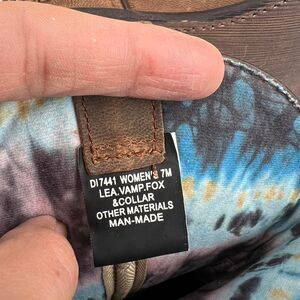 DI7441 WOMEN'S 7M
LEA.VAMP.FOX
&COLLAR
OTHER MATERIALS
MAN-MADE